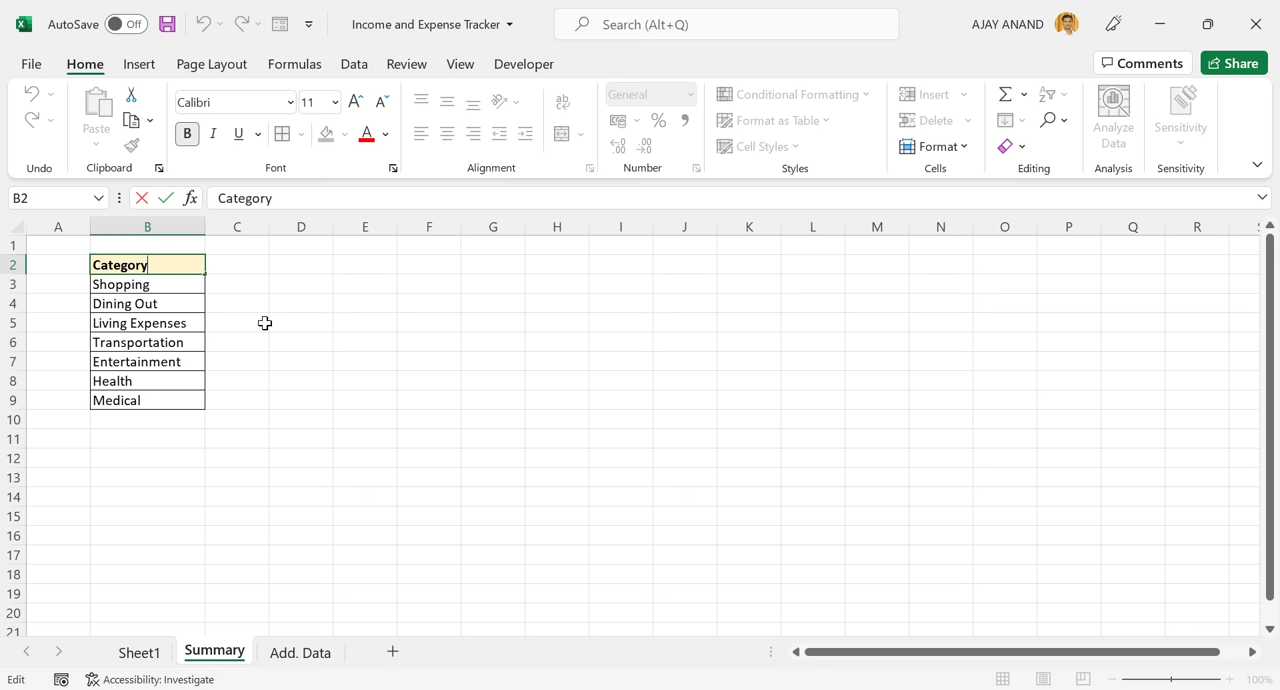 AutoSave Off Income and Expense Tracker Search (Alt+Q) AJAY ANAND
File Home Insert Page Layout Formulas Data Review View Developer Comments Share
Paste
Calibri 11
B I U A
ab
General
% 9
Conditional Formatting
Format as Table
Cell Styles
Insert
Delete
Format
Analyze
Data
Sensitivity
Undo Clipboard Font Alignment Number Styles Cells Editing Analysis Sensitivity
B2 fx Category
A B C D E F G H I J K L M N O P Q R
1
2 Category
3 Shopping
4 Dining Out
5 Living Expenses
6 Transportation
7 Entertainment
8 Health
9 Medical
10
11
12
13
14
15
16
17
18
19
20
21
Sheet1 Summary Add. Data
Edit Accessibility: Investigate 100%